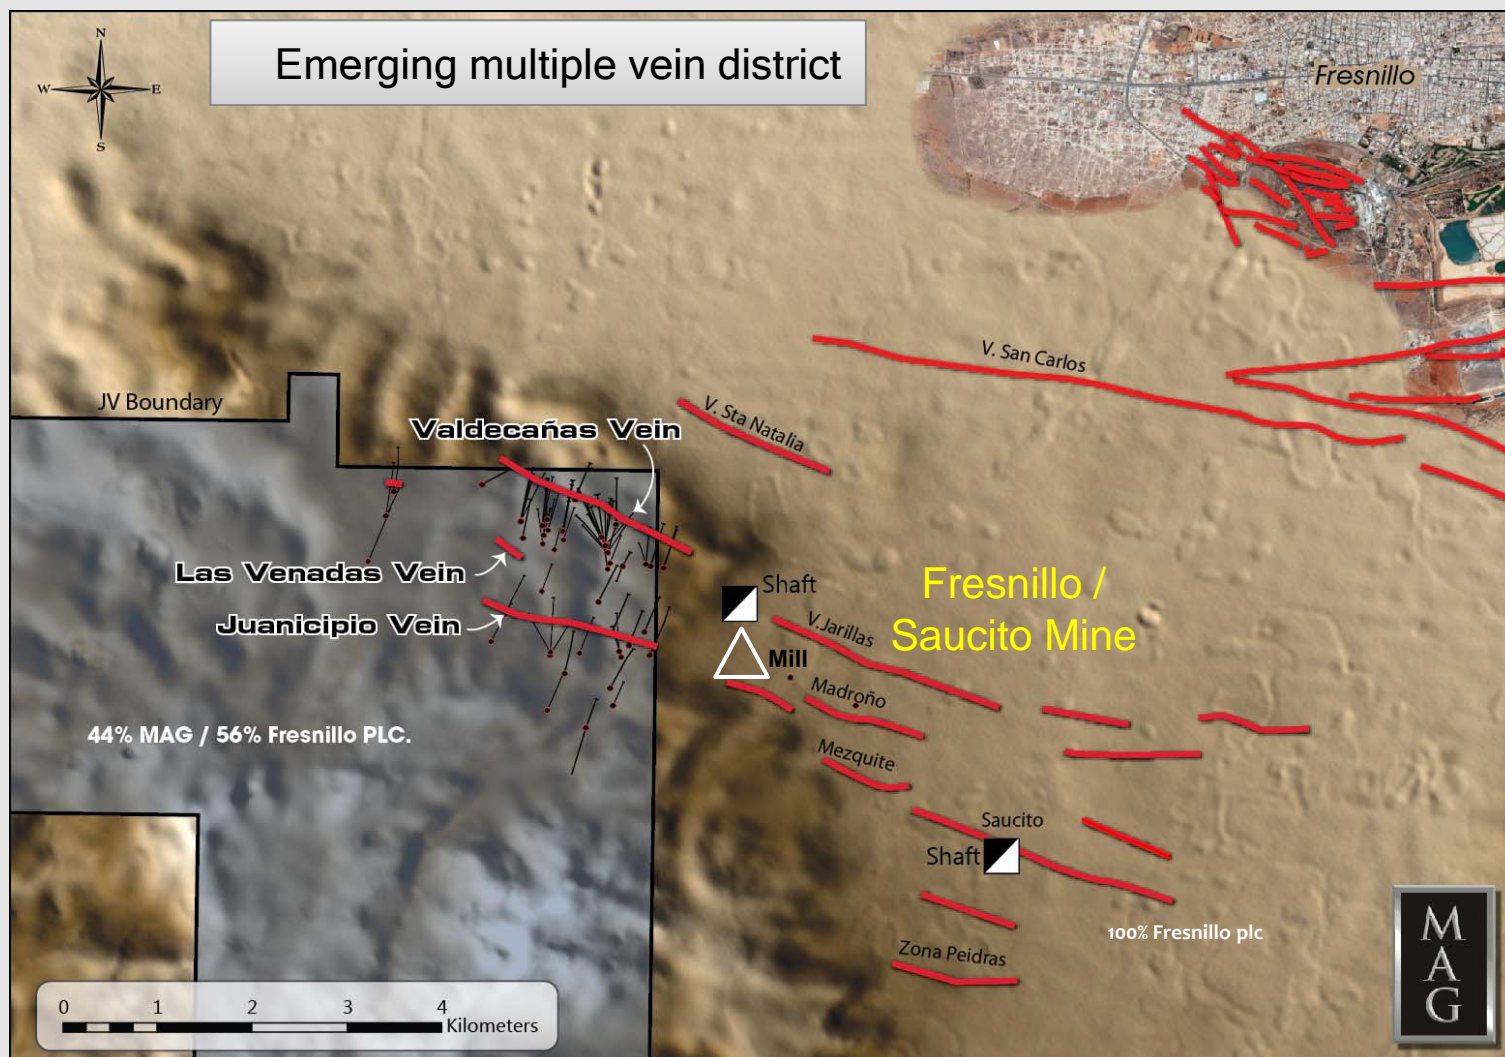 Emerging multiple vein district
N
W
E
S
Fresnillo
V. San Carlos
JV Boundary
V. Sta Natalia
Valdecañas Vein
Las Venadas Vein
Juanicipio Vein
Shaft
Fresnillo /
Saucito Mine
V.Jarillas
Mill
Madroño
44% MAG / 56% Fresnillo PLC.
Mezquite
Saucito
Shaft
100% Fresnillo plc
Zona Peidras
0 1 2 3 4
Kilometers
MAG